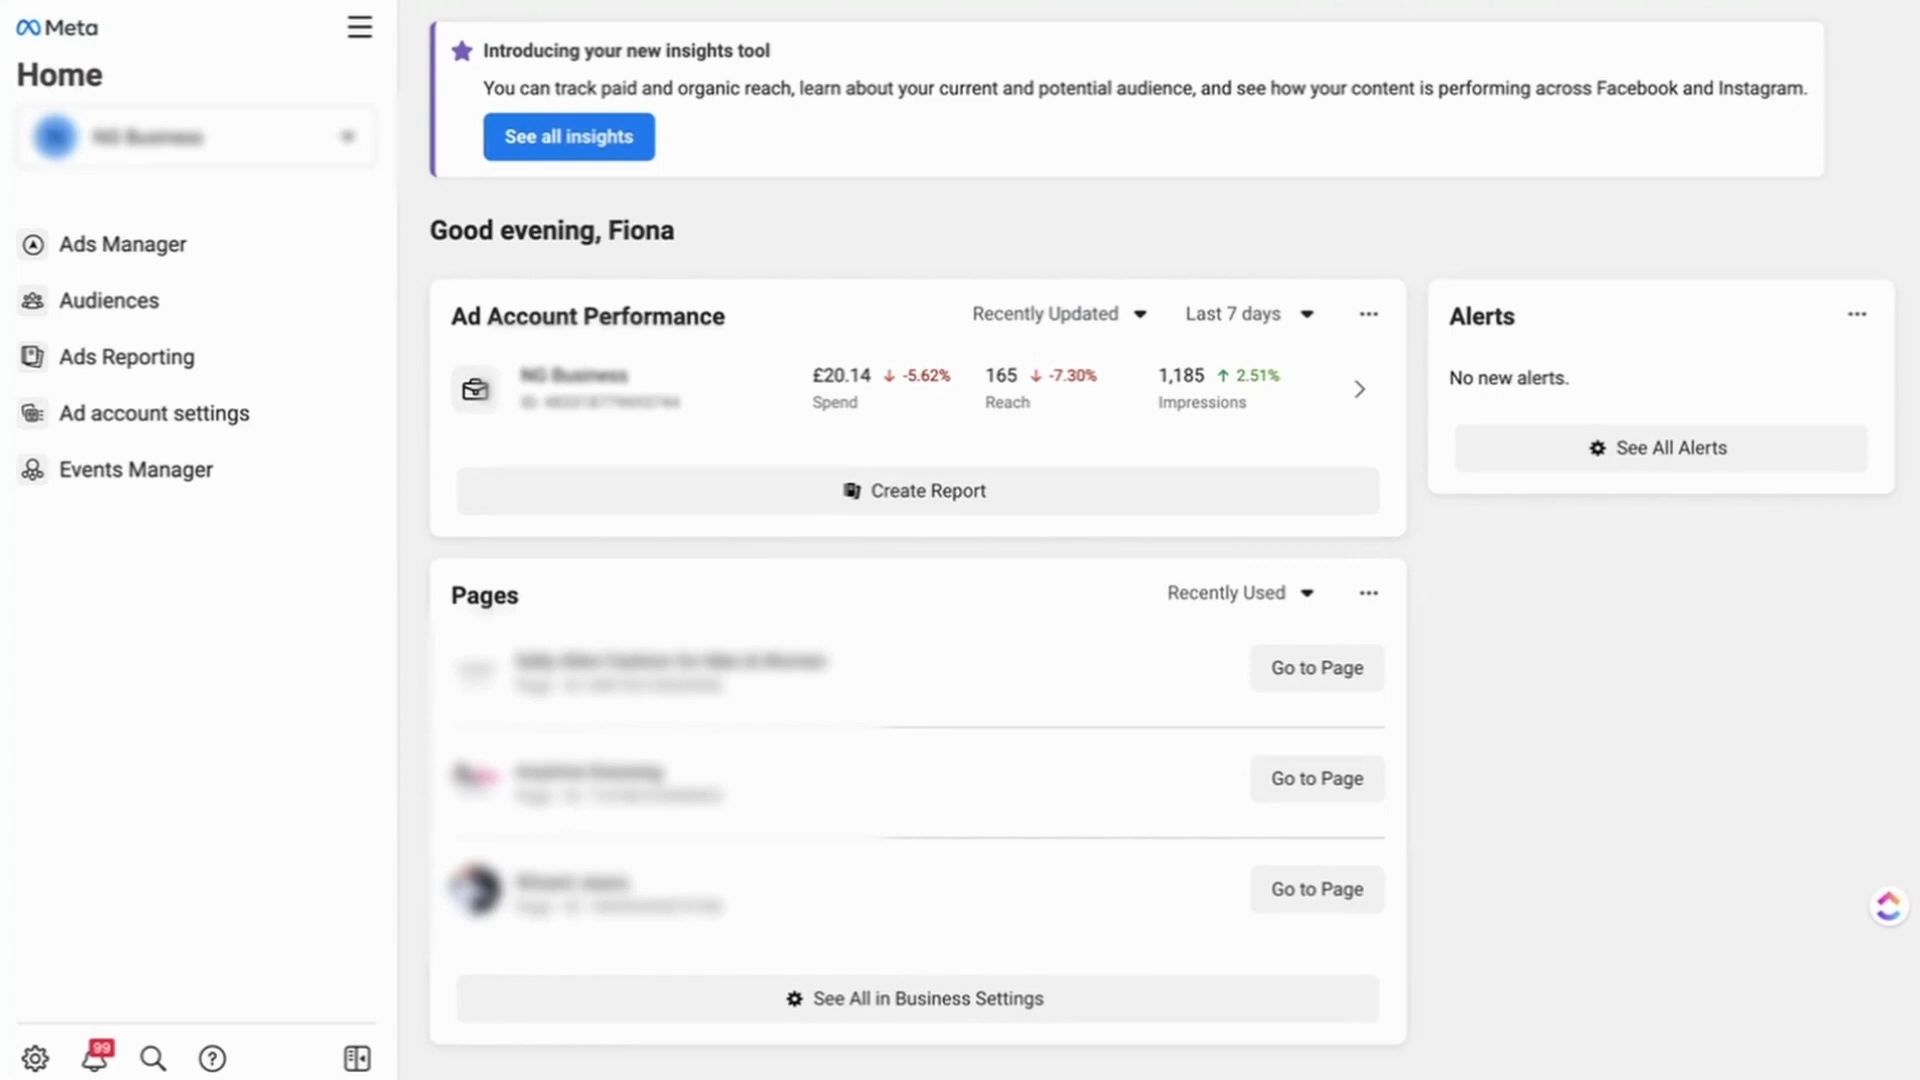 Meta
Home
NG Business
Introducing your new insights tool
You can track paid and organic reach, learn about your current and potential audience, and see how your content is performing across Facebook and Instagram.
See all insights
Good evening, Fiona
Ads Manager
Audiences
Ads Reporting
Ad account settings
Events Manager
Ad Account Performance
Recently Updated
Last 7 days
NG Business
£20.14 ↓ -5.62%
Spend
165 ↓ -7.30%
Reach
1,185 ↑ 2.51%
Impressions
Create Report
Alerts
No new alerts.
See All Alerts
Pages
Recently Used
Go to Page
Go to Page
Go to Page
See All in Business Settings
99